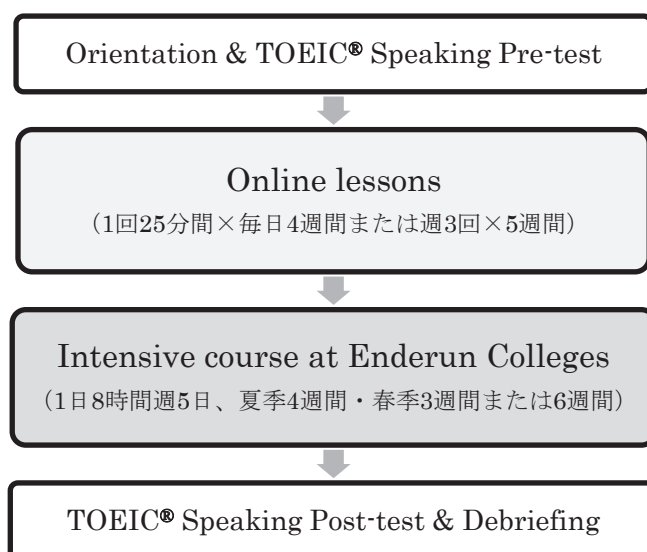 Orientation & TOEIC® Speaking Pre-test
Online lessons
（1回25分間×毎日4週間または週3回×5週間）
Intensive course at Enderun Colleges
（1日8時間週5日、夏季4週間・春季3週間または6週間）
TOEIC® Speaking Post-test & Debriefing